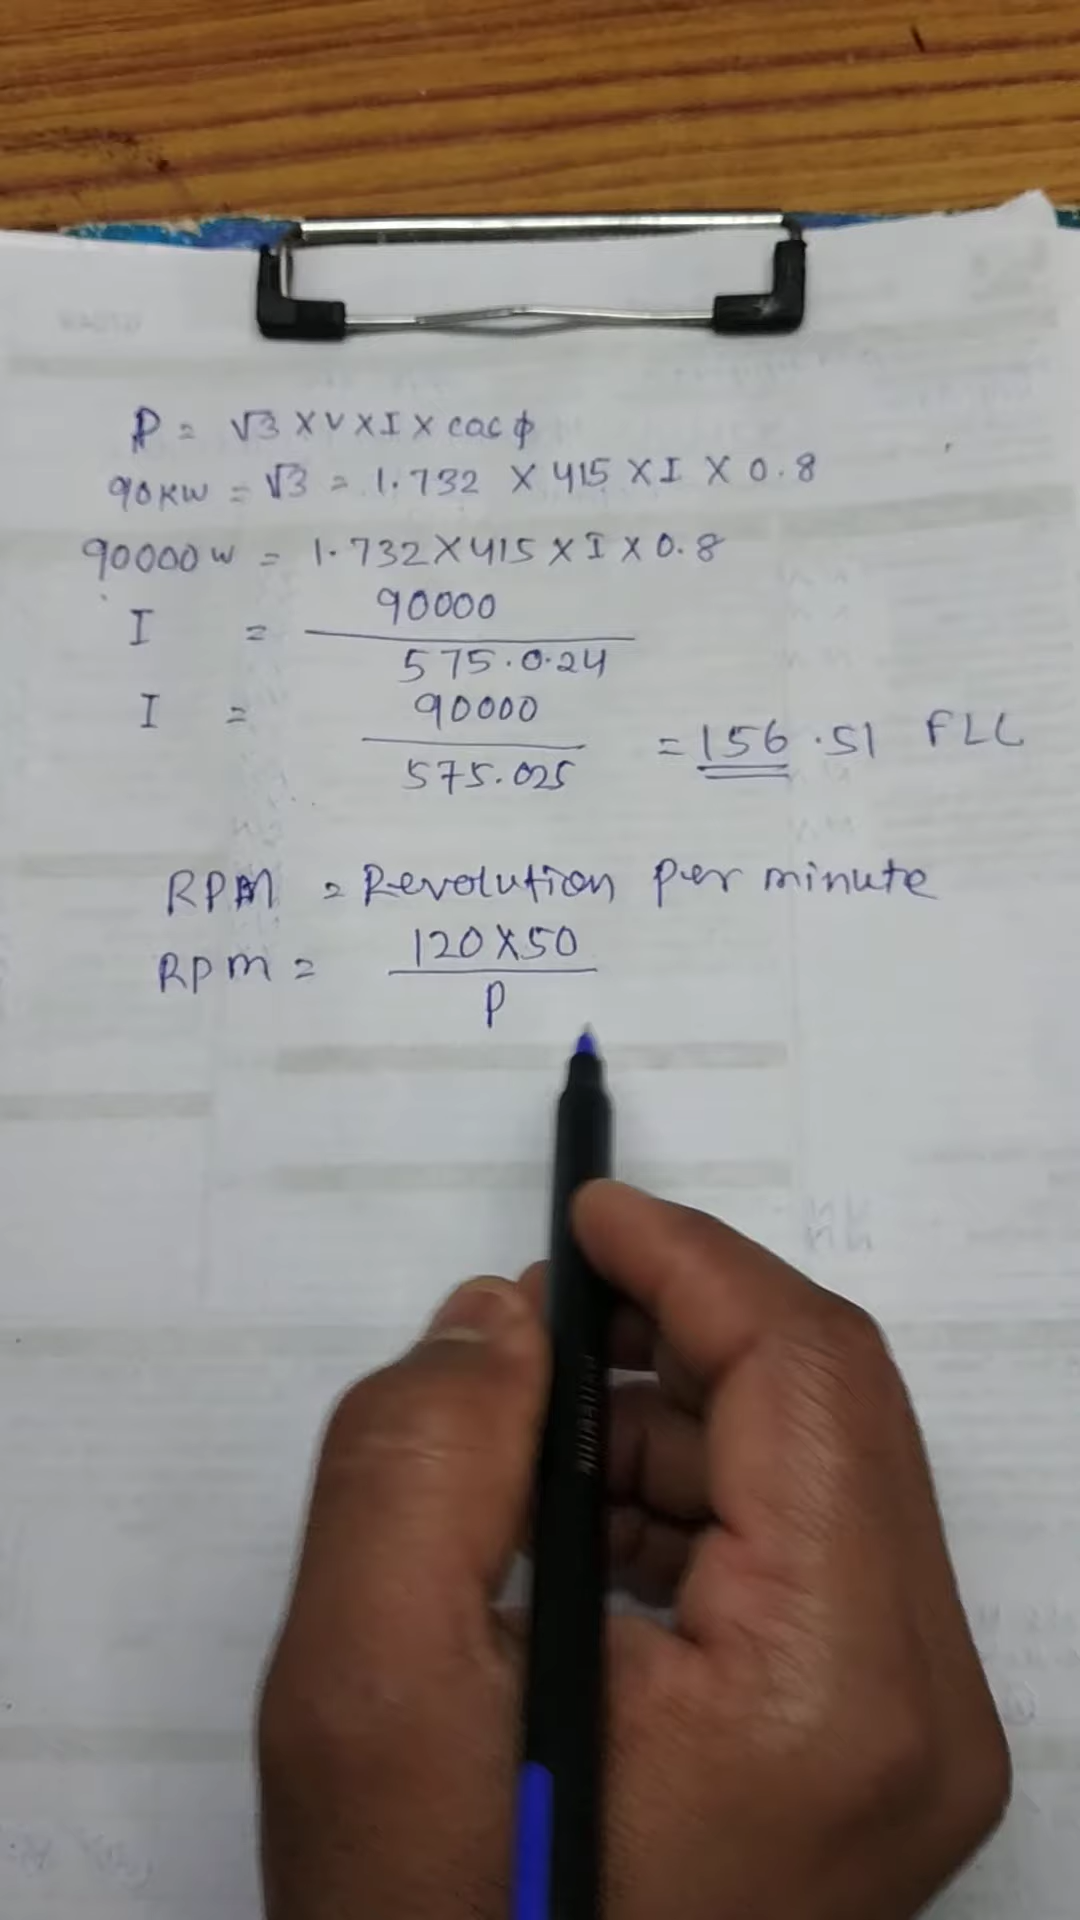 P = √3 X V X I X cos ϕ
90KW = √3 = 1.732 X 415 X I X 0.8
90000 W = 1.732 X 415 X I X 0.8
I = 90000
575.0.24
I = 90000
575.025
= 156.51 FLC
RPM = Revolution Per minute
RPM = 120 X 50
P